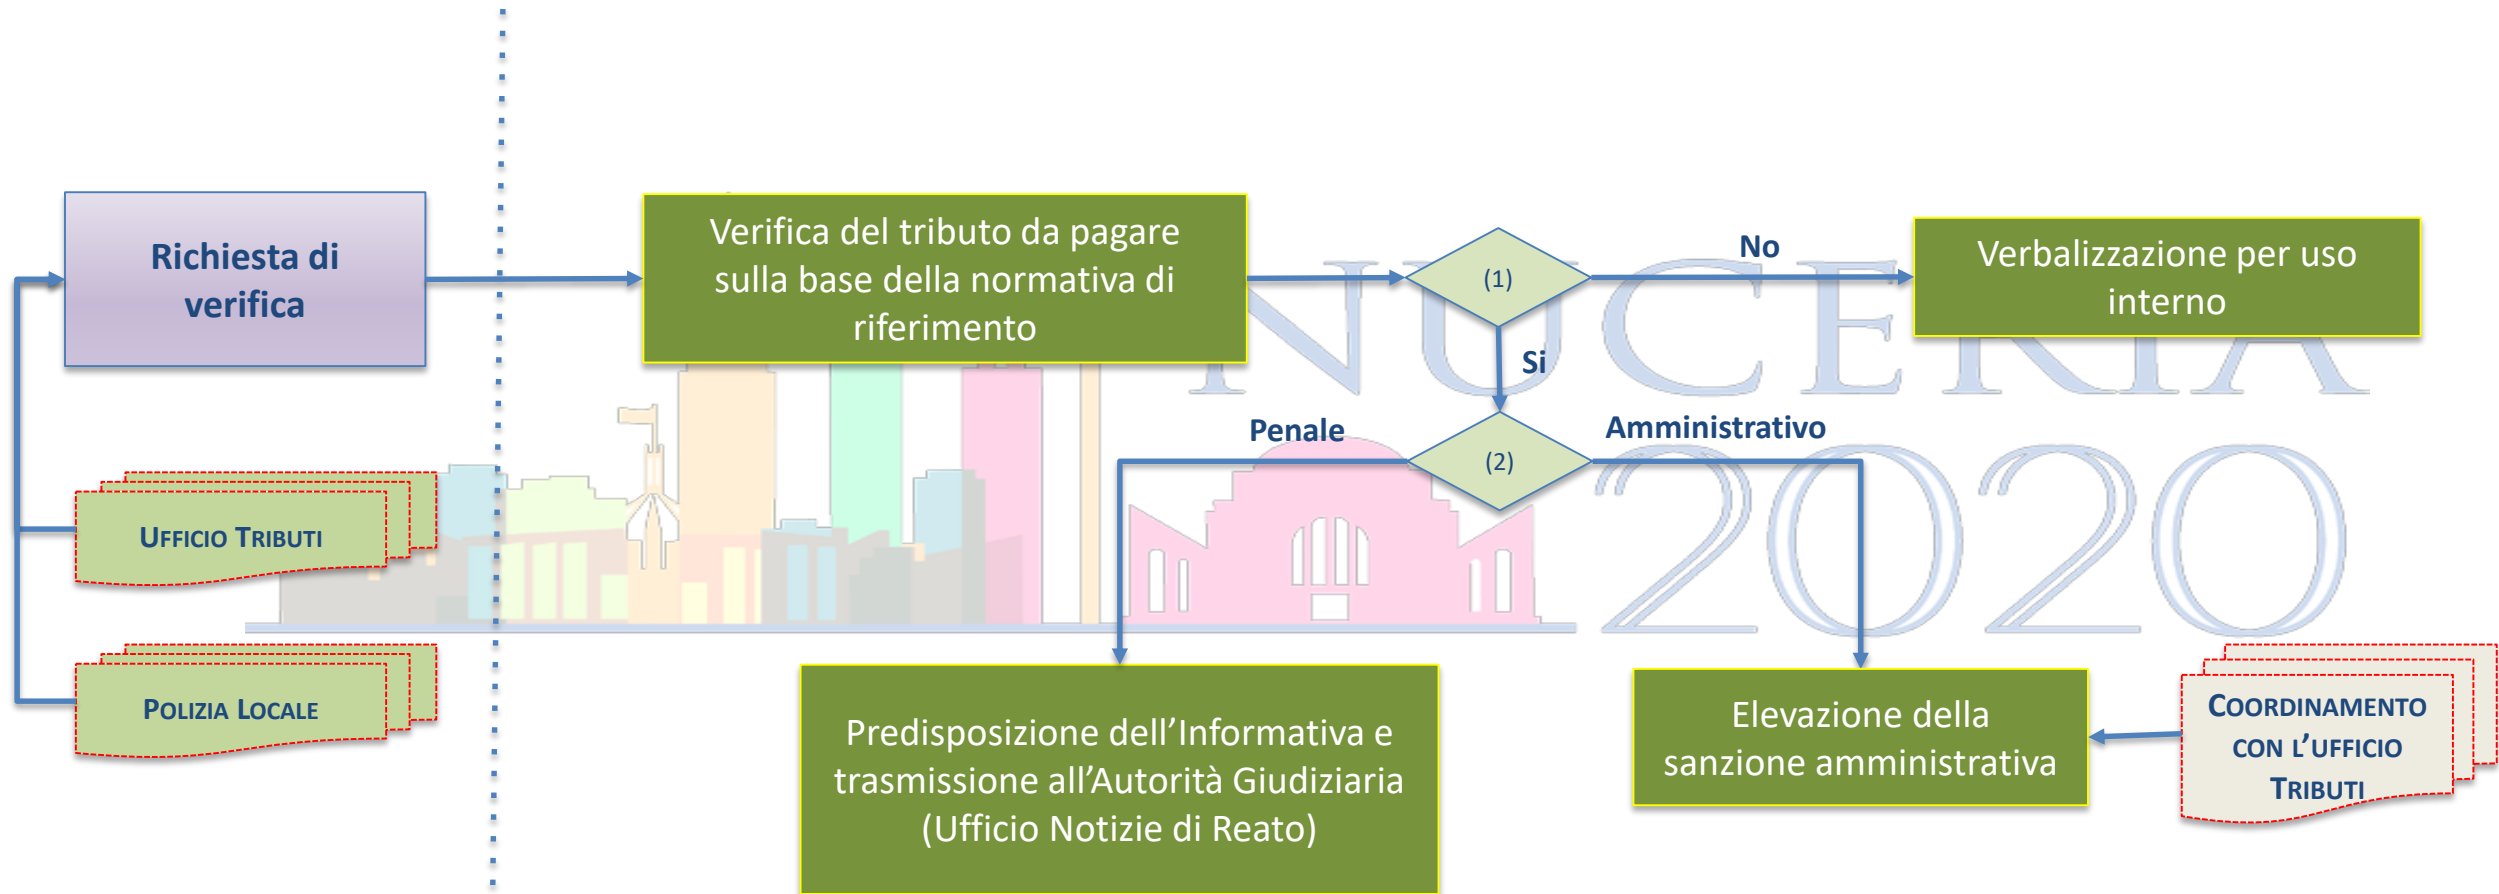 Richiesta di
verifica
Verifica del tributo da pagare
sulla base della normativa di
riferimento
(1)
No
Verbalizzazione per uso
interno
Si
Penale
(2)
Amministrativo
NUCERIA
2020
UFFICIO TRIBUTI
POLIZIA LOCALE
Predisposizione dell’Informativa e
trasmissione all’Autorità Giudiziaria
(Ufficio Notizie di Reato)
Elevazione della
sanzione amministrativa
COORDINAMENTO
CON L’UFFICIO
TRIBUTI